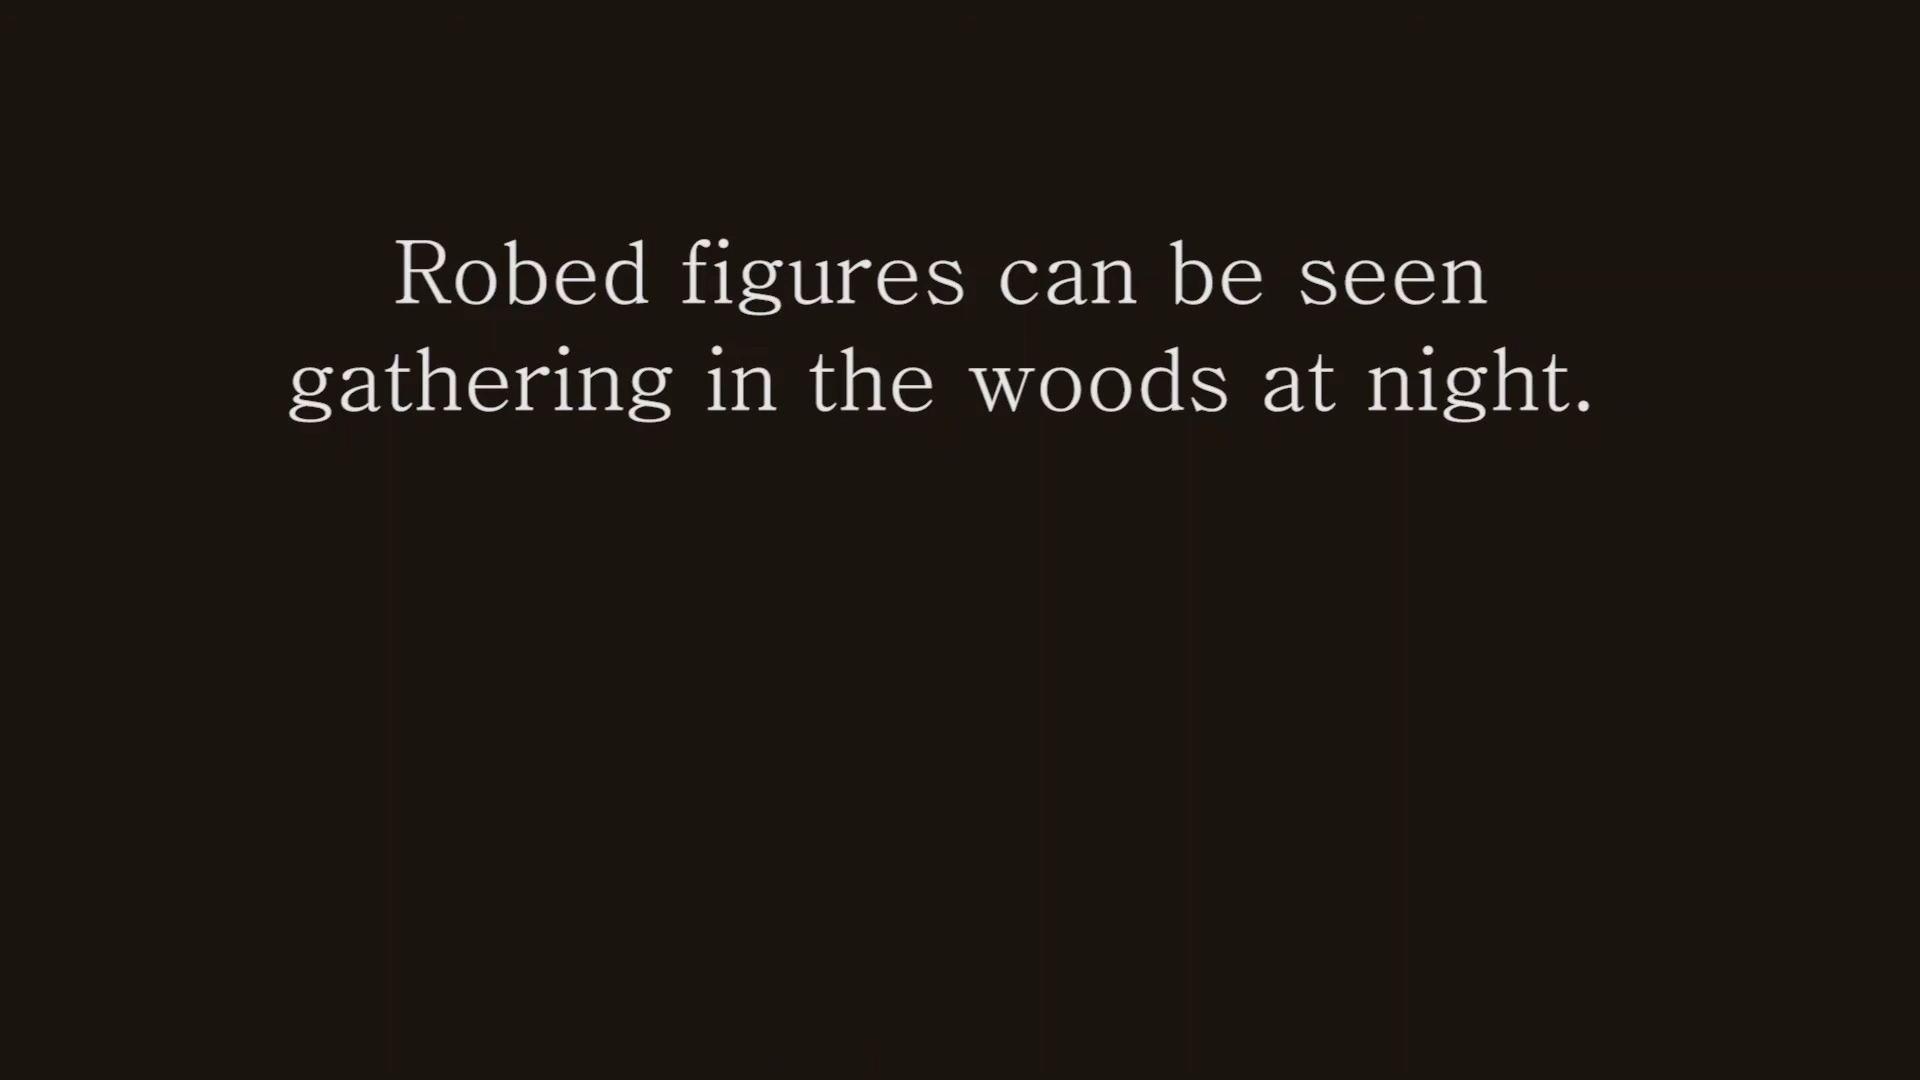 Robed figures can be seen
gathering in the woods at night.